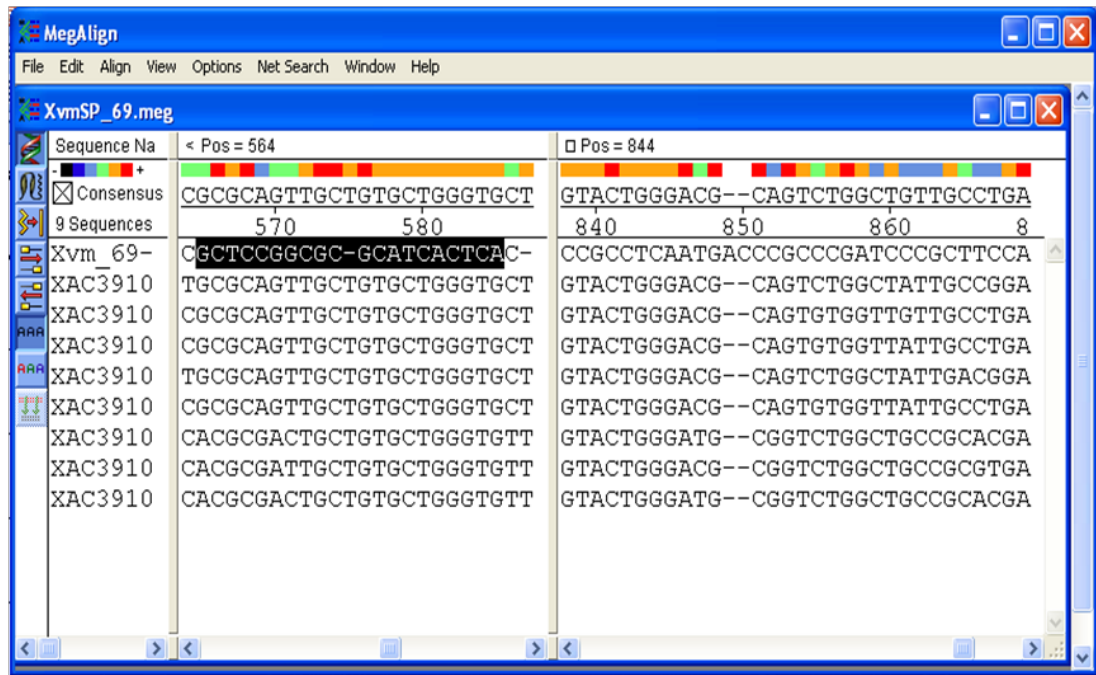 MegAlign
File Edit Align View Options Net Search Window Help
XvmSP_69.meg
Sequence Na < Pos = 564 Pos = 844
- +
Consensus CGCGCAGTTGCTGTGCTGGGTGCT GTACTGGGACG--CAGTCTGGCTGTTGCCTGA
9 Sequences 570 580 840 850 860 8
Xvm_69- CGCTCCGGCGC-GCATCACTCAC- CCGCCTCAATGACCCGCCCGATCCCGCTTCCA
XAC3910 TGCGCAGTTGCTGTGCTGGGTGCT GTACTGGGACG--CAGTCTGGCTATTGCCGGA
XAC3910 CGCGCAGTTGCTGTGCTGGGTGCT GTACTGGGACG--CAGTGTGGTTGTTGCCTGA
XAC3910 CGCGCAGTTGCTGTGCTGGGTGCT GTACTGGGACG--CAGTGTGGTTATTGCCTGA
XAC3910 TGCGCAGTTGCTGTGCTGGGTGCT GTACTGGGACG--CAGTCTGGCTATTGACGGA
XAC3910 CGCGCAGTTGCTGTGCTGGGTGCT GTACTGGGACG--CAGTGTGGTTATTGCCTGA
XAC3910 CACGCGACTGCTGTGCTGGGTGTT GTACTGGGATG--CGGTCTGGCTGCCGCACGA
XAC3910 CACGCGATTGCTGTGCTGGGTGTT GTACTGGGACG--CGGTCTGGCTGCCGCGTGA
XAC3910 CACGCGACTGCTGTGCTGGGTGTT GTACTGGGATG--CGGTCTGGCTGCCGCACGA
AAA
AAA